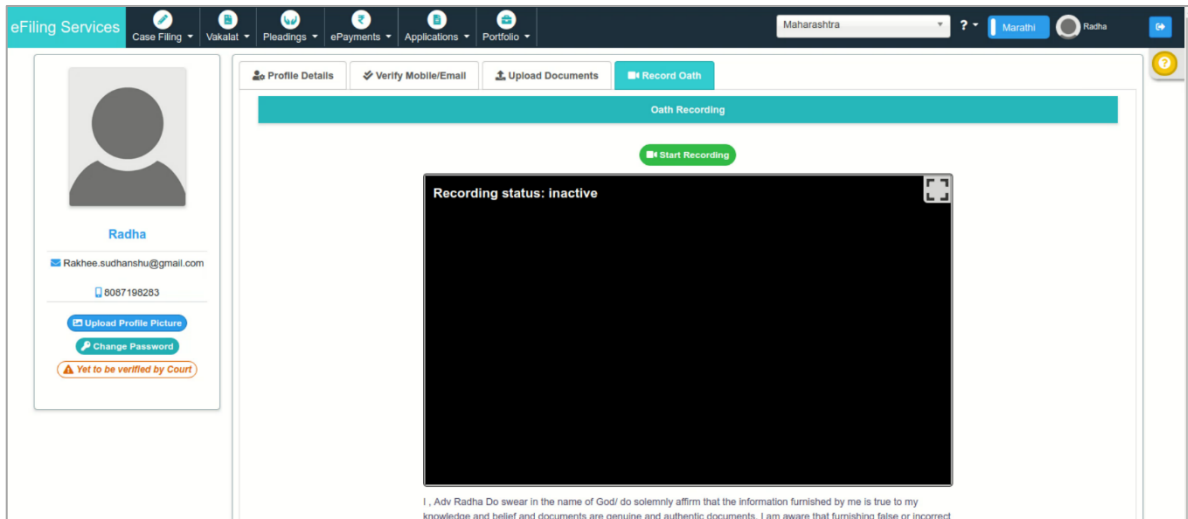 eFiling Services
Case Filing
Vakalat
Pleadings
ePayments
Applications
Portfolio
Maharashtra
?
Marathi
Radha
?
Profile Details
Verify Mobile/Email
Upload Documents
Record Oath
Oath Recording
Start Recording
Recording status: inactive
Radha
Rakhee.sudhanshu@gmail.com
8087198283
Upload Profile Picture
Change Password
Yet to be verified by Court
I , Adv Radha Do swear in the name of God/ do solemnly affirm that the information furnished by me is true to my
knowledge and belief and documents are genuine and authentic documents. I am aware that furnishing false or incorrect